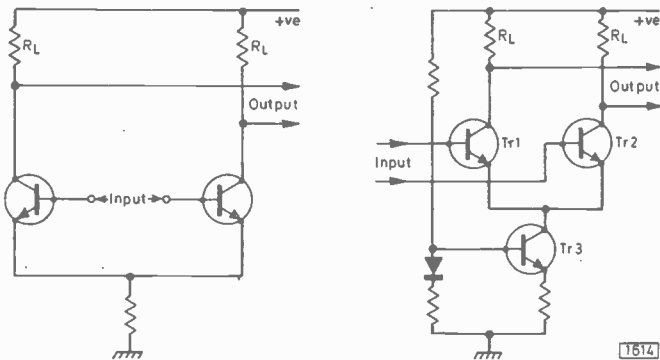 +ve
RL
RL
Output
Input
+ve
RL
RL
Output
Tr1
Tr2
Input
Tr3
1614